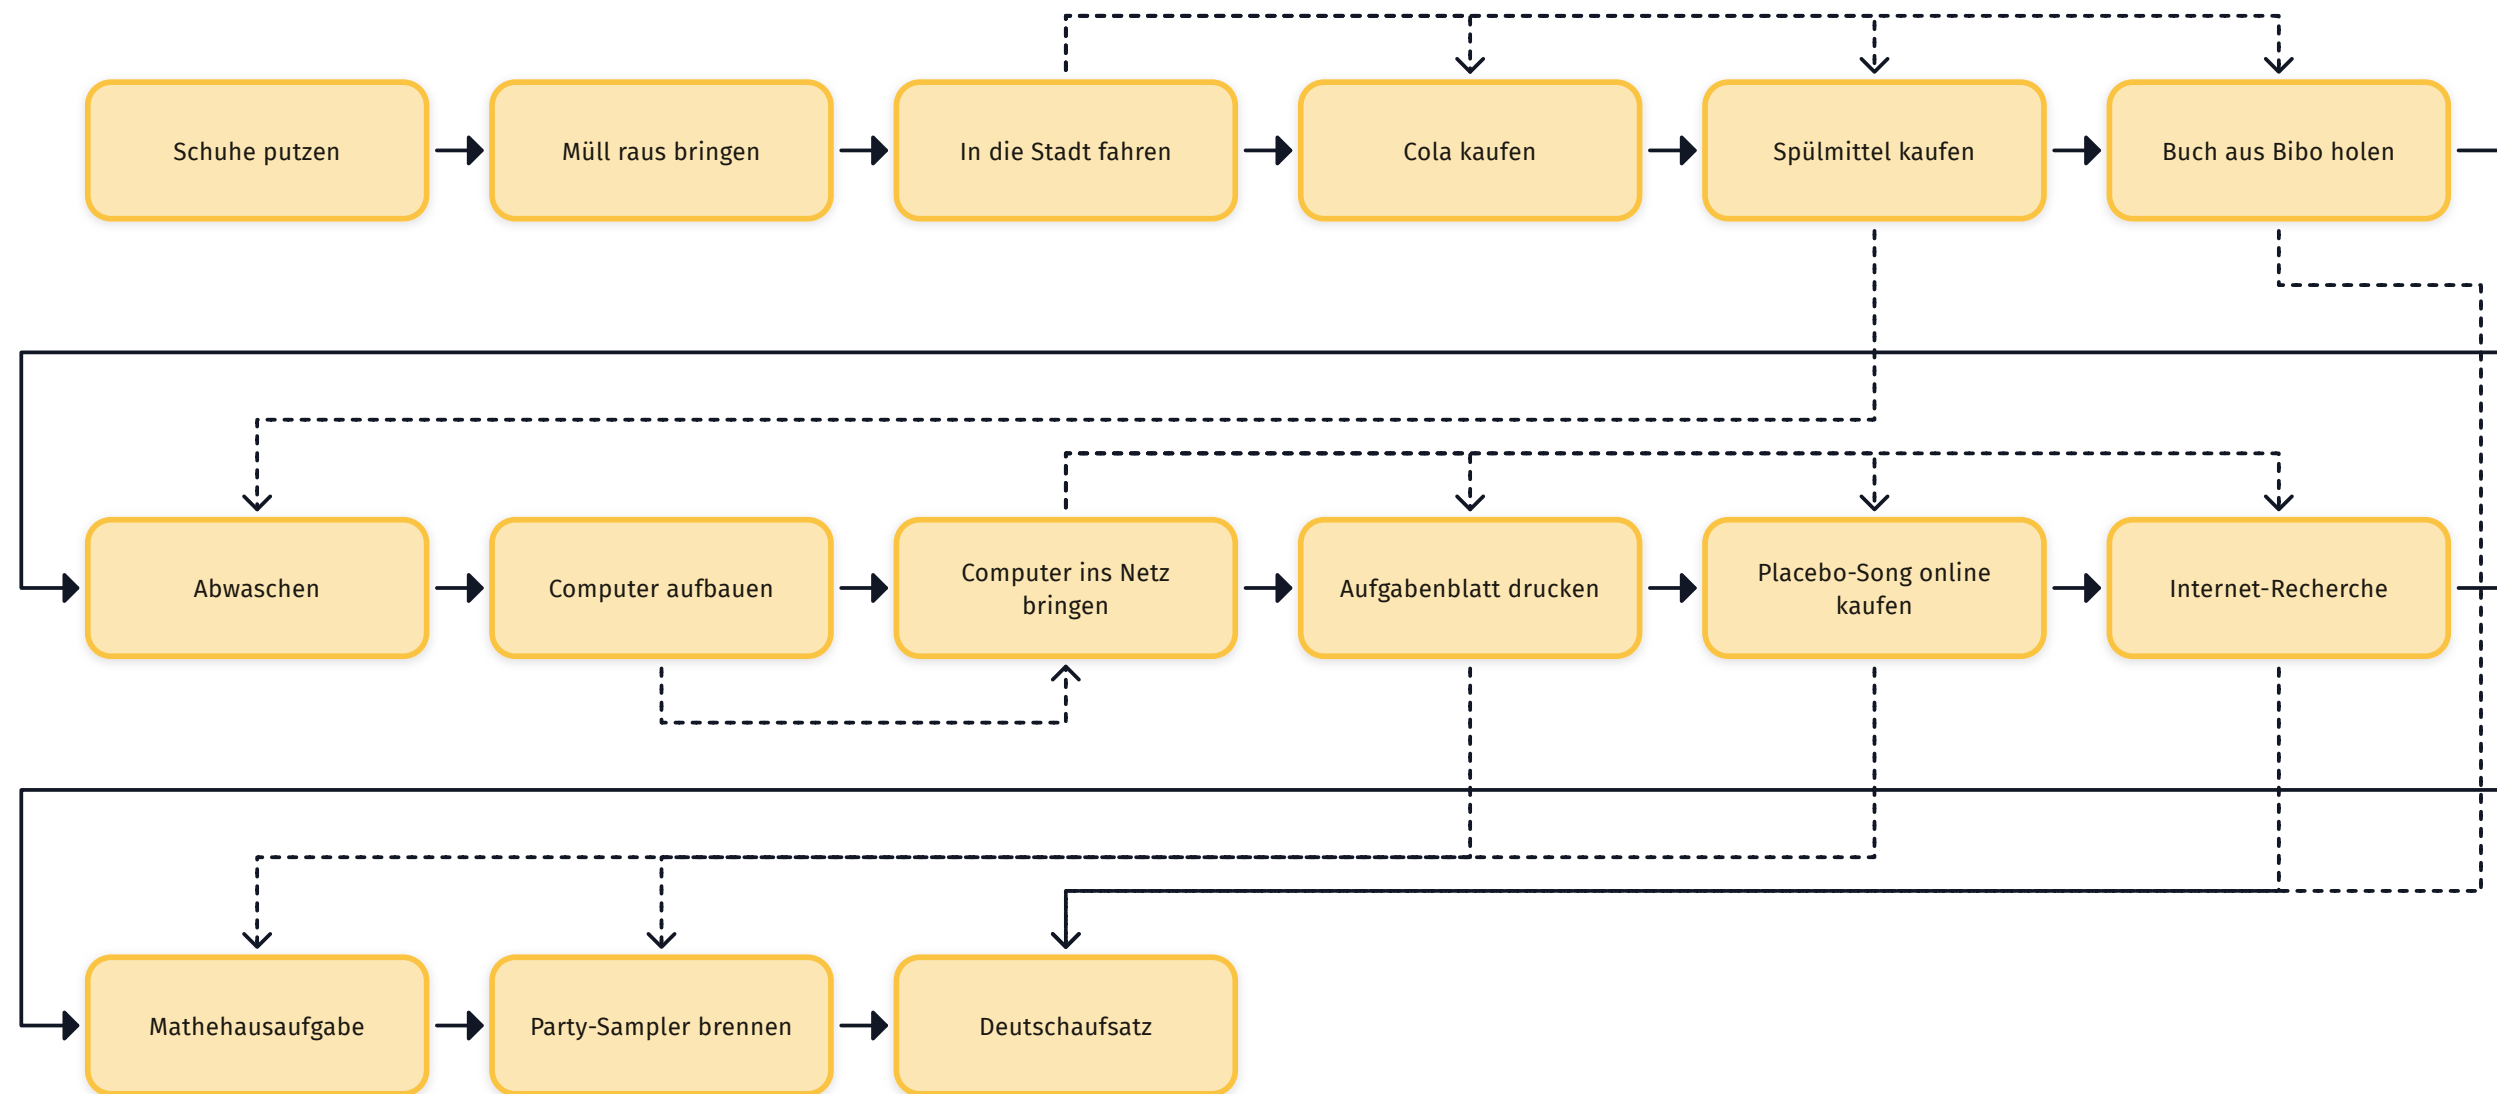 Schuhe putzen
Müll raus bringen
In die Stadt fahren
Cola kaufen
Spülmittel kaufen
Buch aus Bibo holen
Abwaschen
Computer aufbauen
Computer ins Netz
bringen
Aufgabenblatt drucken
Placebo-Song online
kaufen
Internet-Recherche
Mathehausaufgabe
Party-Sampler brennen
Deutschaufsatz